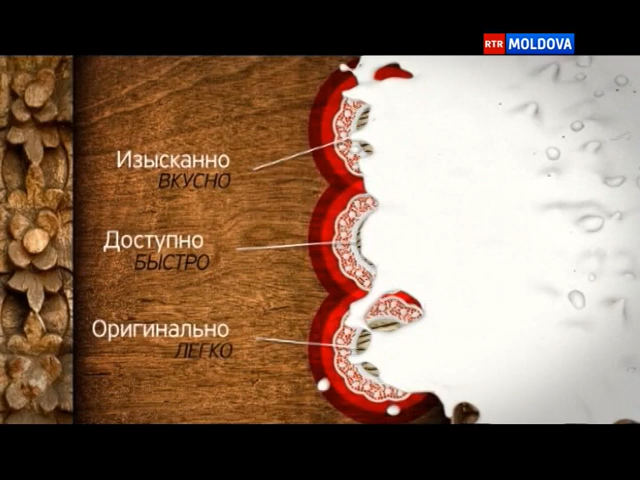 RTR MOLDOVA
Изысканно
ВКУСНО
Доступно
БЫСТРО
Оригинально
ЛЕГКО